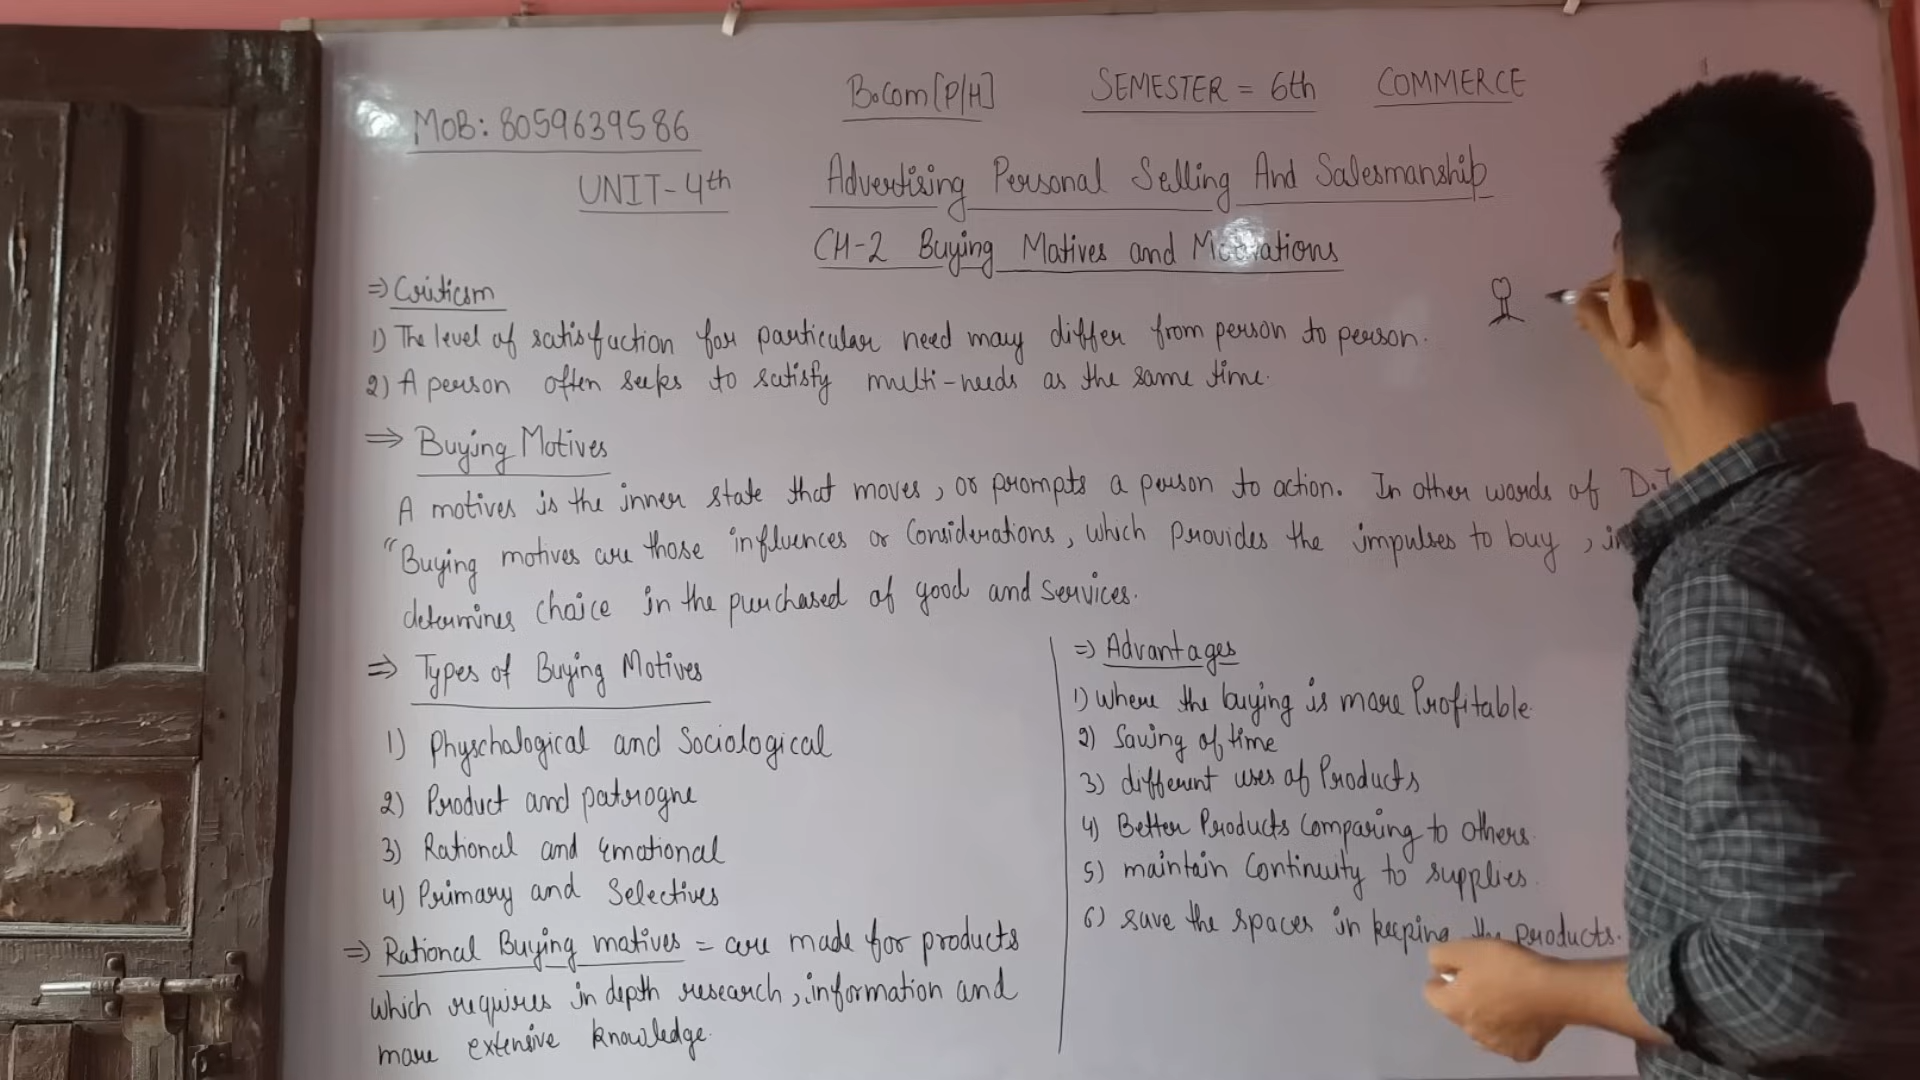 B.Com [P/H] SEMESTER = 6th COMMERCE
MOB: 8059639586
UNIT-4th Advertising Personal Selling And Salesmanship
CH-2 Buying Motives and Motivations
⇒ Criticsm
1) The level of satisfaction for particular need may differ from person to person.
2) A person often seeks to satisfy multi-needs as the same time.
⇒ Buying Motives
A motives is the inner state that moves, or prompts a person to action. In other words of D.J
"Buying motives are those influences or Considerations, which provides the impulses to buy, in
determines choice in the purchased of good and services.
⇒ Types of Buying Motives
1) Physchological and Sociological
2) Product and patrogne
3) Rational and Emotional
4) Primary and Selectives
⇒ Rational Buying motives = are made for products
which requires in depth research, information and
more extensive knowledge.
⇒ Advantages
1) where the buying is more Profitable
2) Saving of time
3) different uses of Products
4) Better Products Comparing to others.
5) maintain Continuity to supplies.
6) save the spaces in keeping the products.